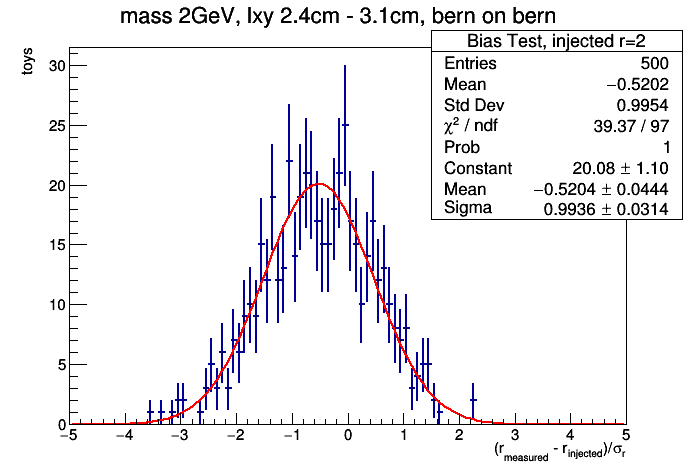 mass 2GeV, lxy 2.4cm - 3.1cm, bern on bern
Bias Test, injected r=2
Entries 500
Mean −0.5202
Std Dev 0.9954
χ² / ndf 39.37 / 97
Prob 1
Constant 20.08 ± 1.10
Mean −0.5204 ± 0.0444
Sigma 0.9936 ± 0.0314
toys
30
25
20
15
10
5
0
−5 −4 −3 −2 −1 0 1 2 3 4 5
(r_measured - r_injected)/σ_r